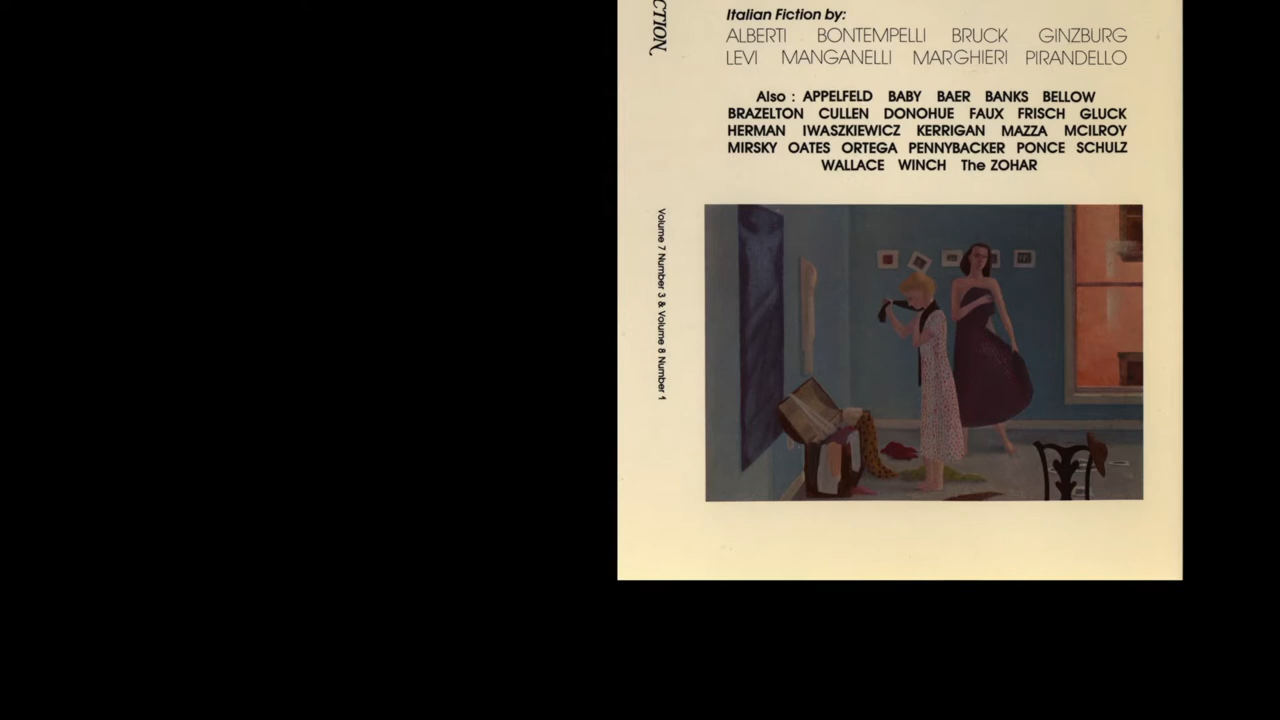 CTION
Italian Fiction by:
ALBERTI BONTEMPELLI BRUCK GINZBURG
LEVI MANGANELLI MARGHIERI PIRANDELLO
Also : APPELFELD BABY BAER BANKS BELLOW
BRAZELTON CULLEN DONOHUE FAUX FRISCH GLUCK
HERMAN IWASZKIEWICZ KERRIGAN MAZZA MCILROY
MIRSKY OATES ORTEGA PENNYBACKER PONCE SCHULZ
WALLACE WINCH The ZOHAR
Volume 7 Number 3 & Volume 8 Number 1